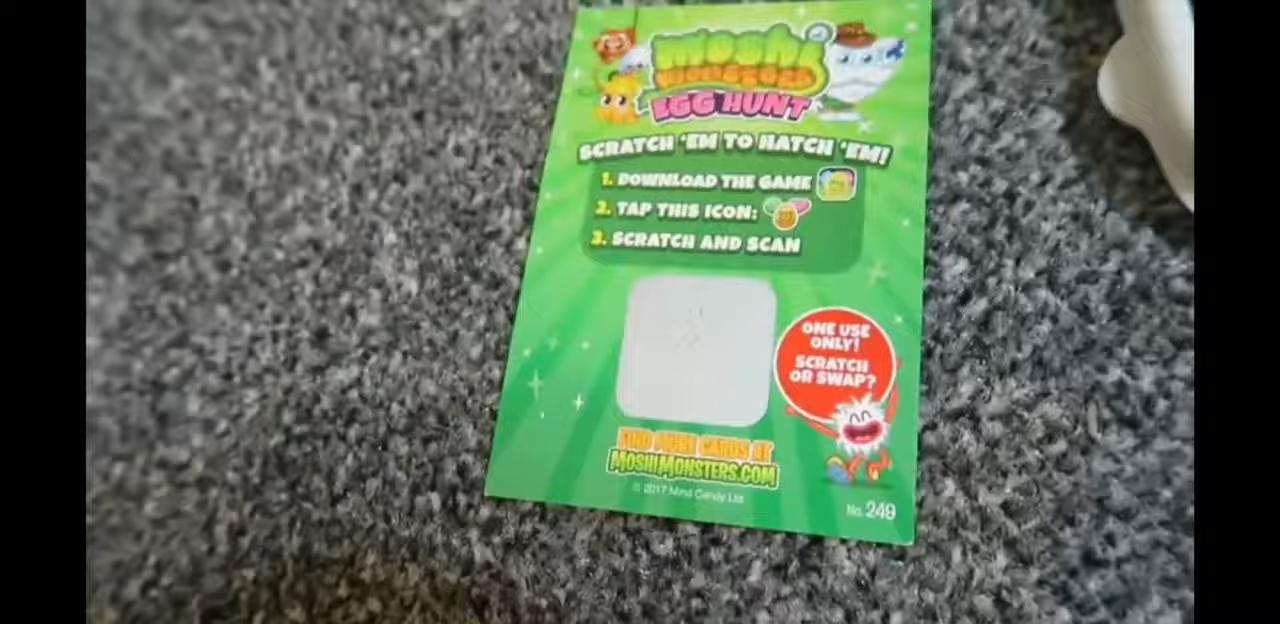 Moshi
MONSTERS
EGG HUNT
SCRATCH 'EM TO HATCH 'EM!
1. DOWNLOAD THE GAME
2. TAP THIS ICON:
3. SCRATCH AND SCAN
ONE USE
ONLY!
SCRATCH
OR SWAP?
FIND MORE CARDS AT
MOSHIMONSTERS.COM
© 2017 Mind Candy Ltd
No. 249